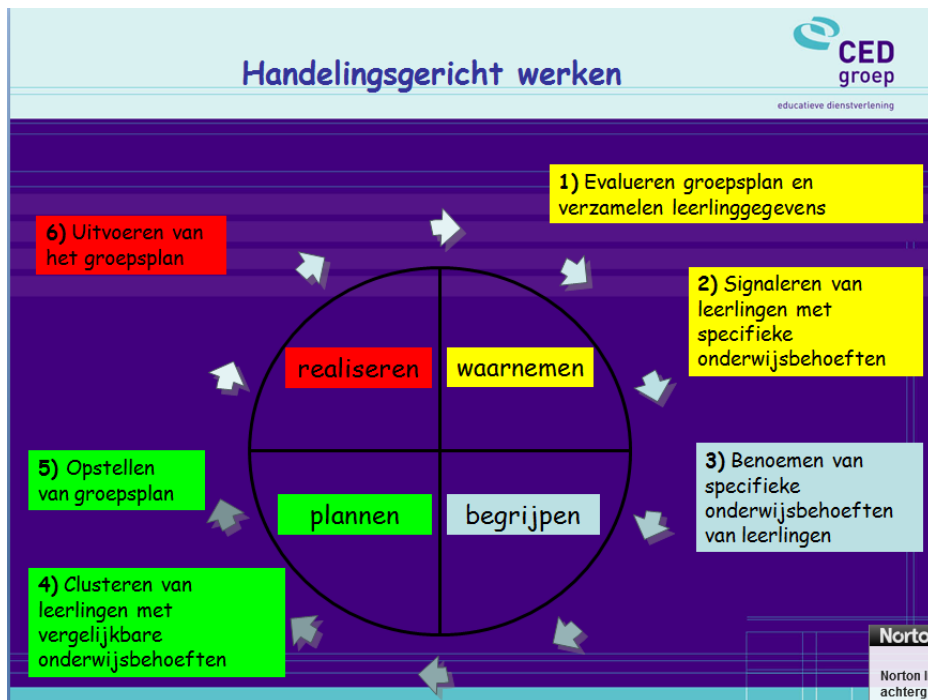 Handelingsgericht werken
CED
groep
educatieve dienstverlening
1) Evalueren groepsplan en
verzamelen leerlinggegevens
2) Signaleren van
leerlingen met
specifieke
onderwijsbehoeften
3) Benoemen van
specifieke
onderwijsbehoeften
van leerlingen
4) Clusteren van
leerlingen met
vergelijkbare
onderwijsbehoeften
5) Opstellen
van groepsplan
6) Uitvoeren van
het groepsplan
realiseren
waarnemen
plannen
begrijpen
Norto
Norton I
achterg